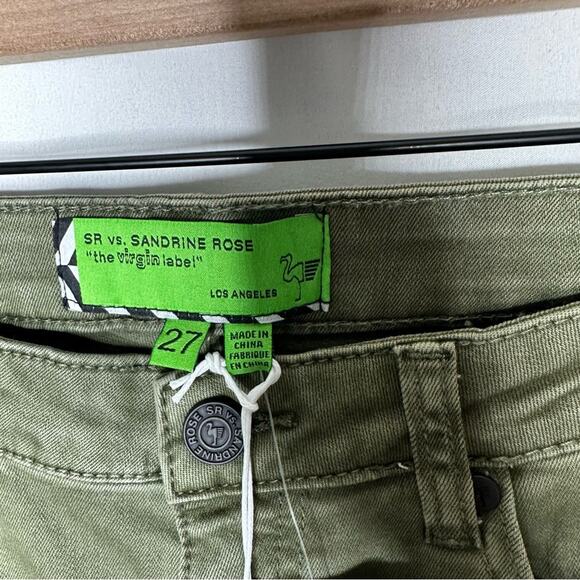 SR vs. SANDRINE ROSE
"the virgin label"
LOS ANGELES
27
MADE IN
CHINA
FABRIQUE
EN CHINA
SR vs. SANDRINE ROSE